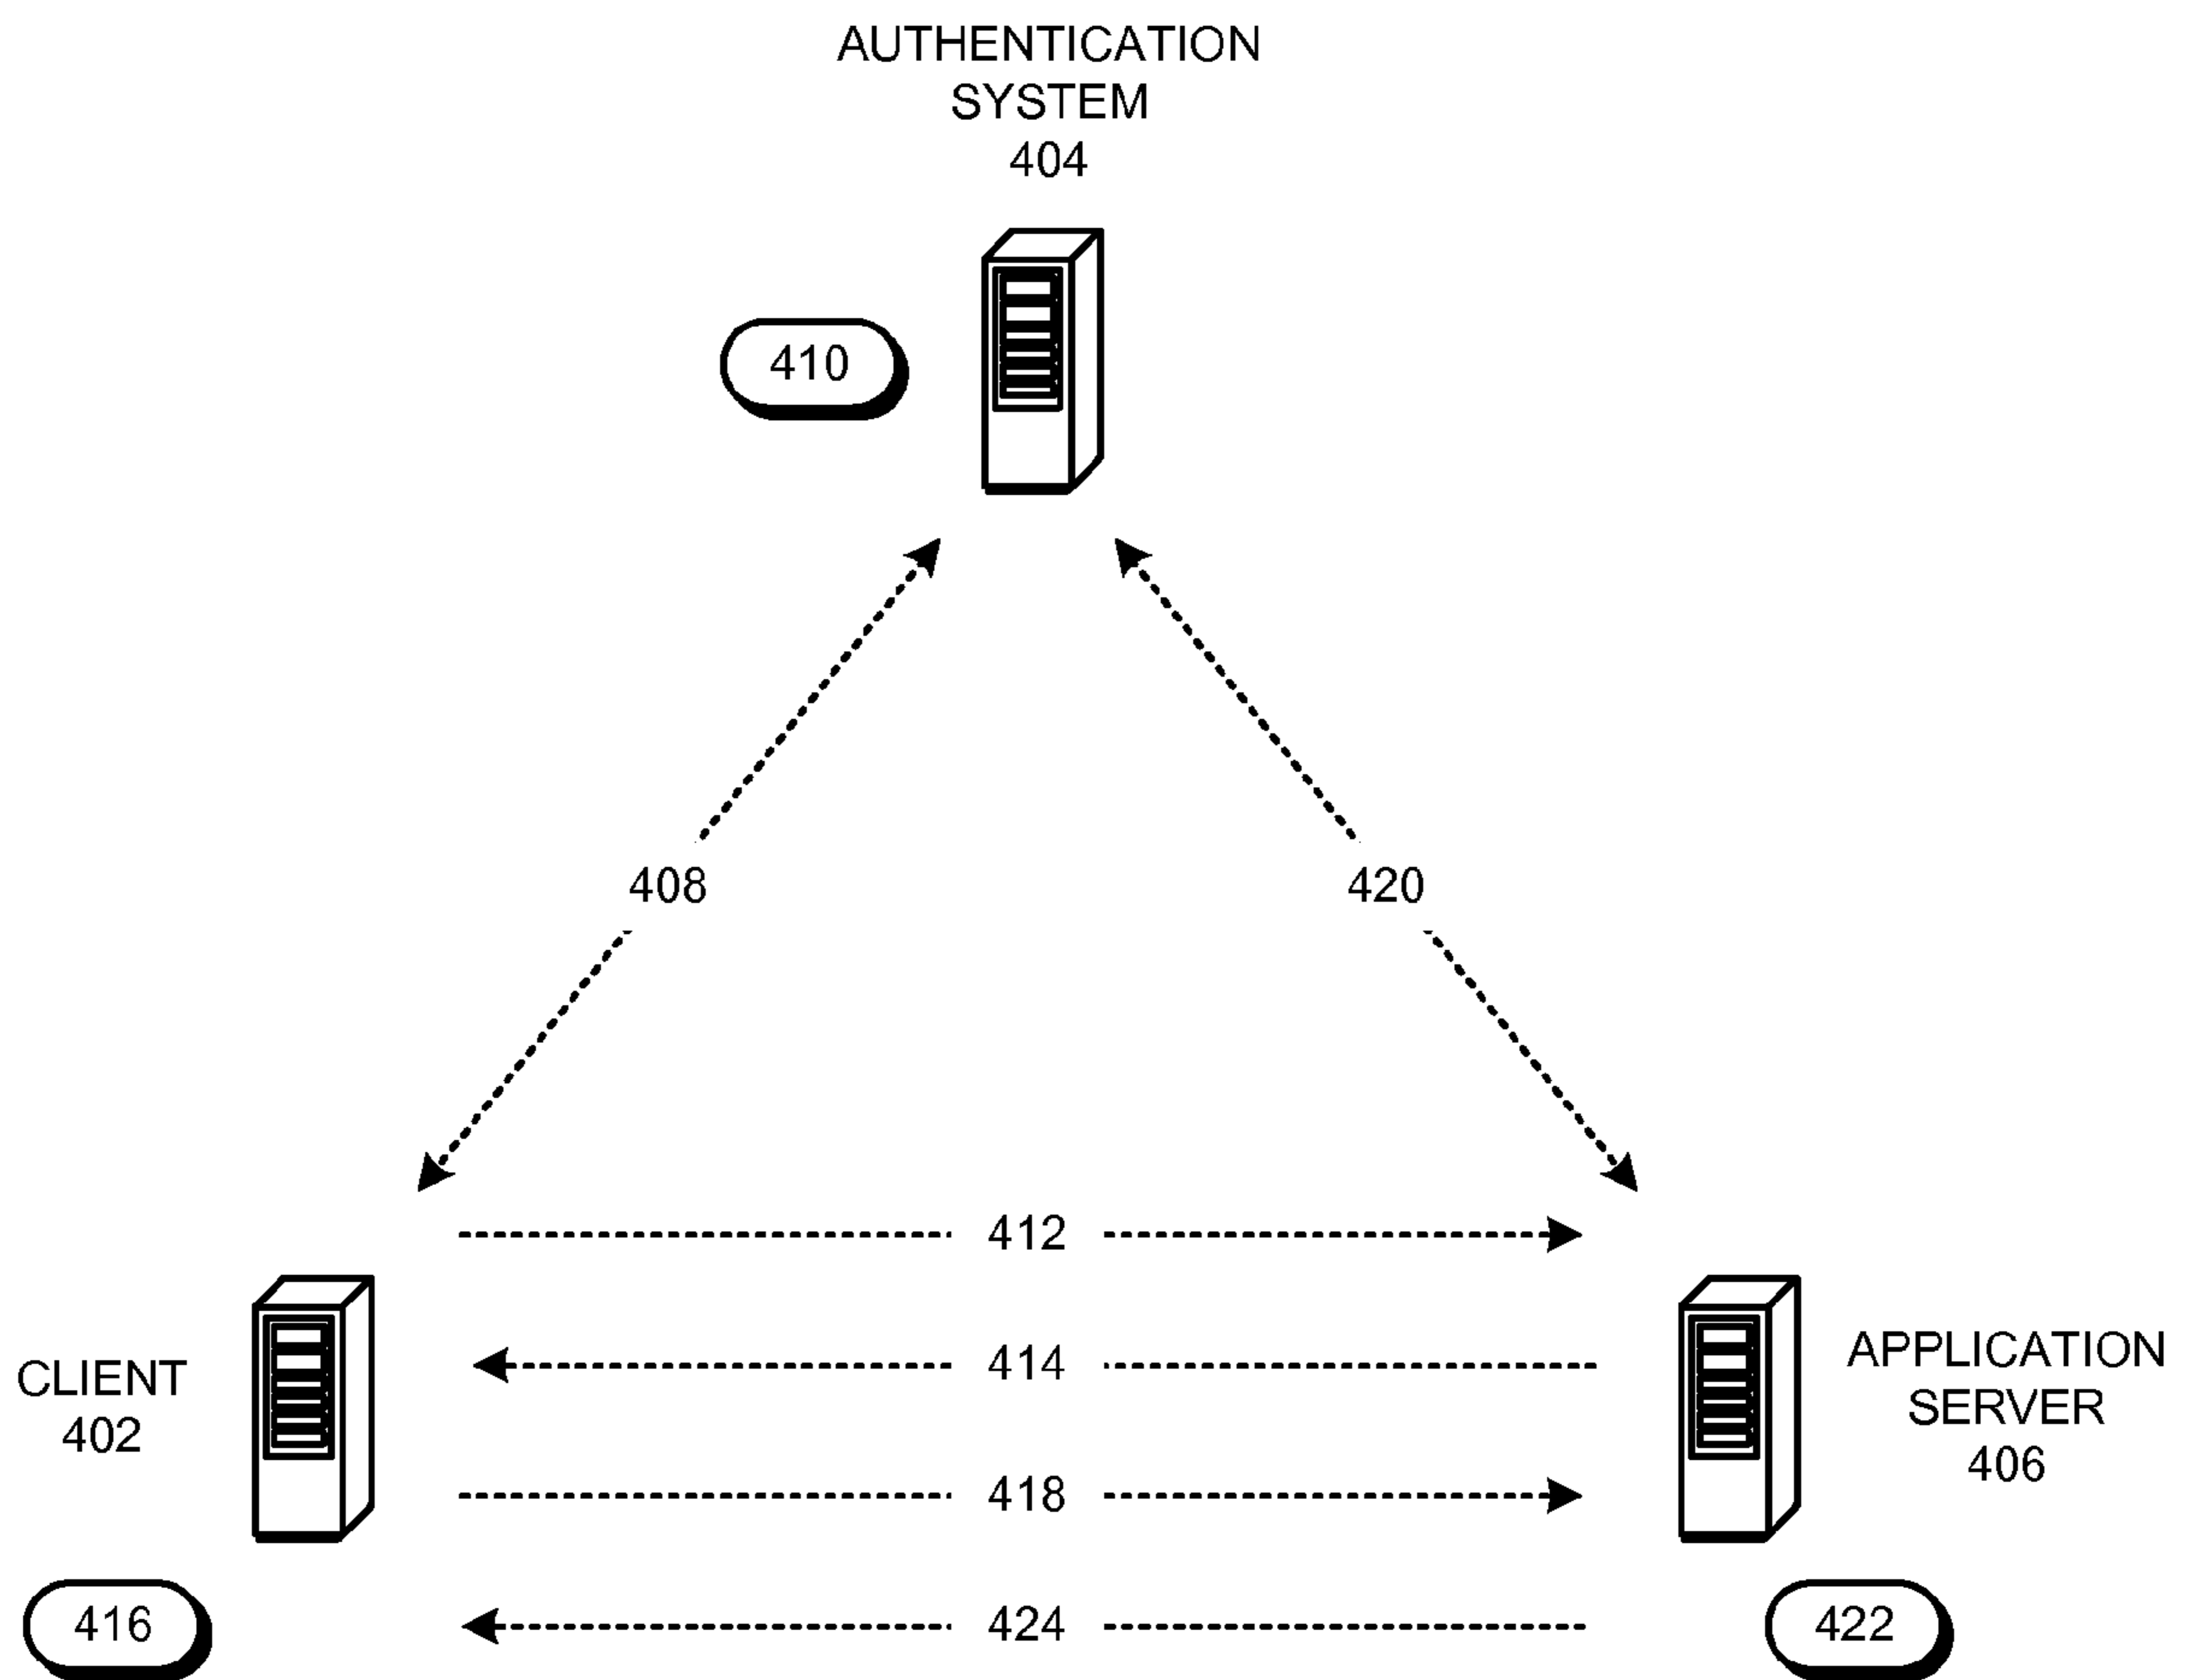 AUTHENTICATION
SYSTEM
404
410
408
420
412
414
418
424
CLIENT
402
416
APPLICATION
SERVER
406
422